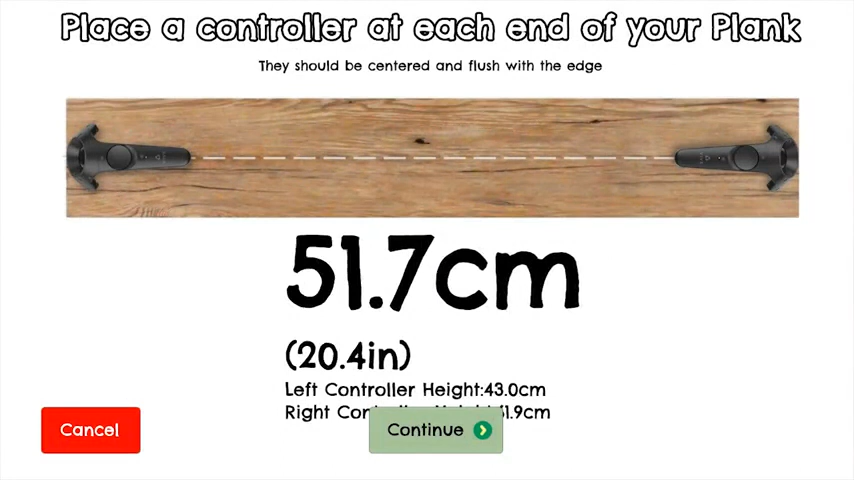 Place a controller at each end of your Plank
They should be centered and flush with the edge
51.7cm
(20.4in)
Left Controller Height:43.0cm
Right
Cancel
Continue